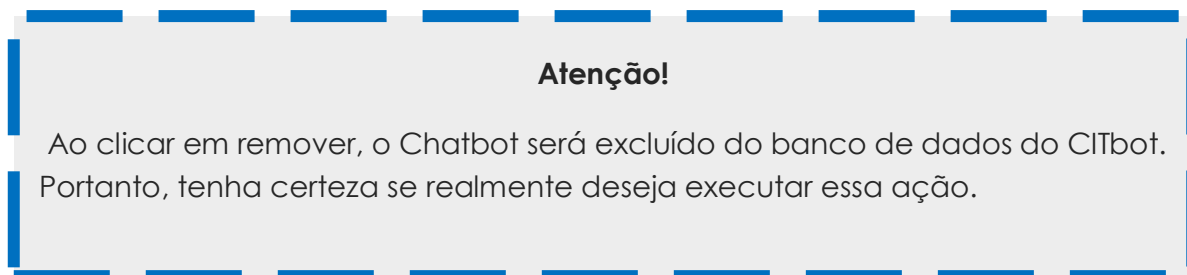 Atenção!
Ao clicar em remover, o Chatbot será excluído do banco de dados do CITbot.
Portanto, tenha certeza se realmente deseja executar essa ação.